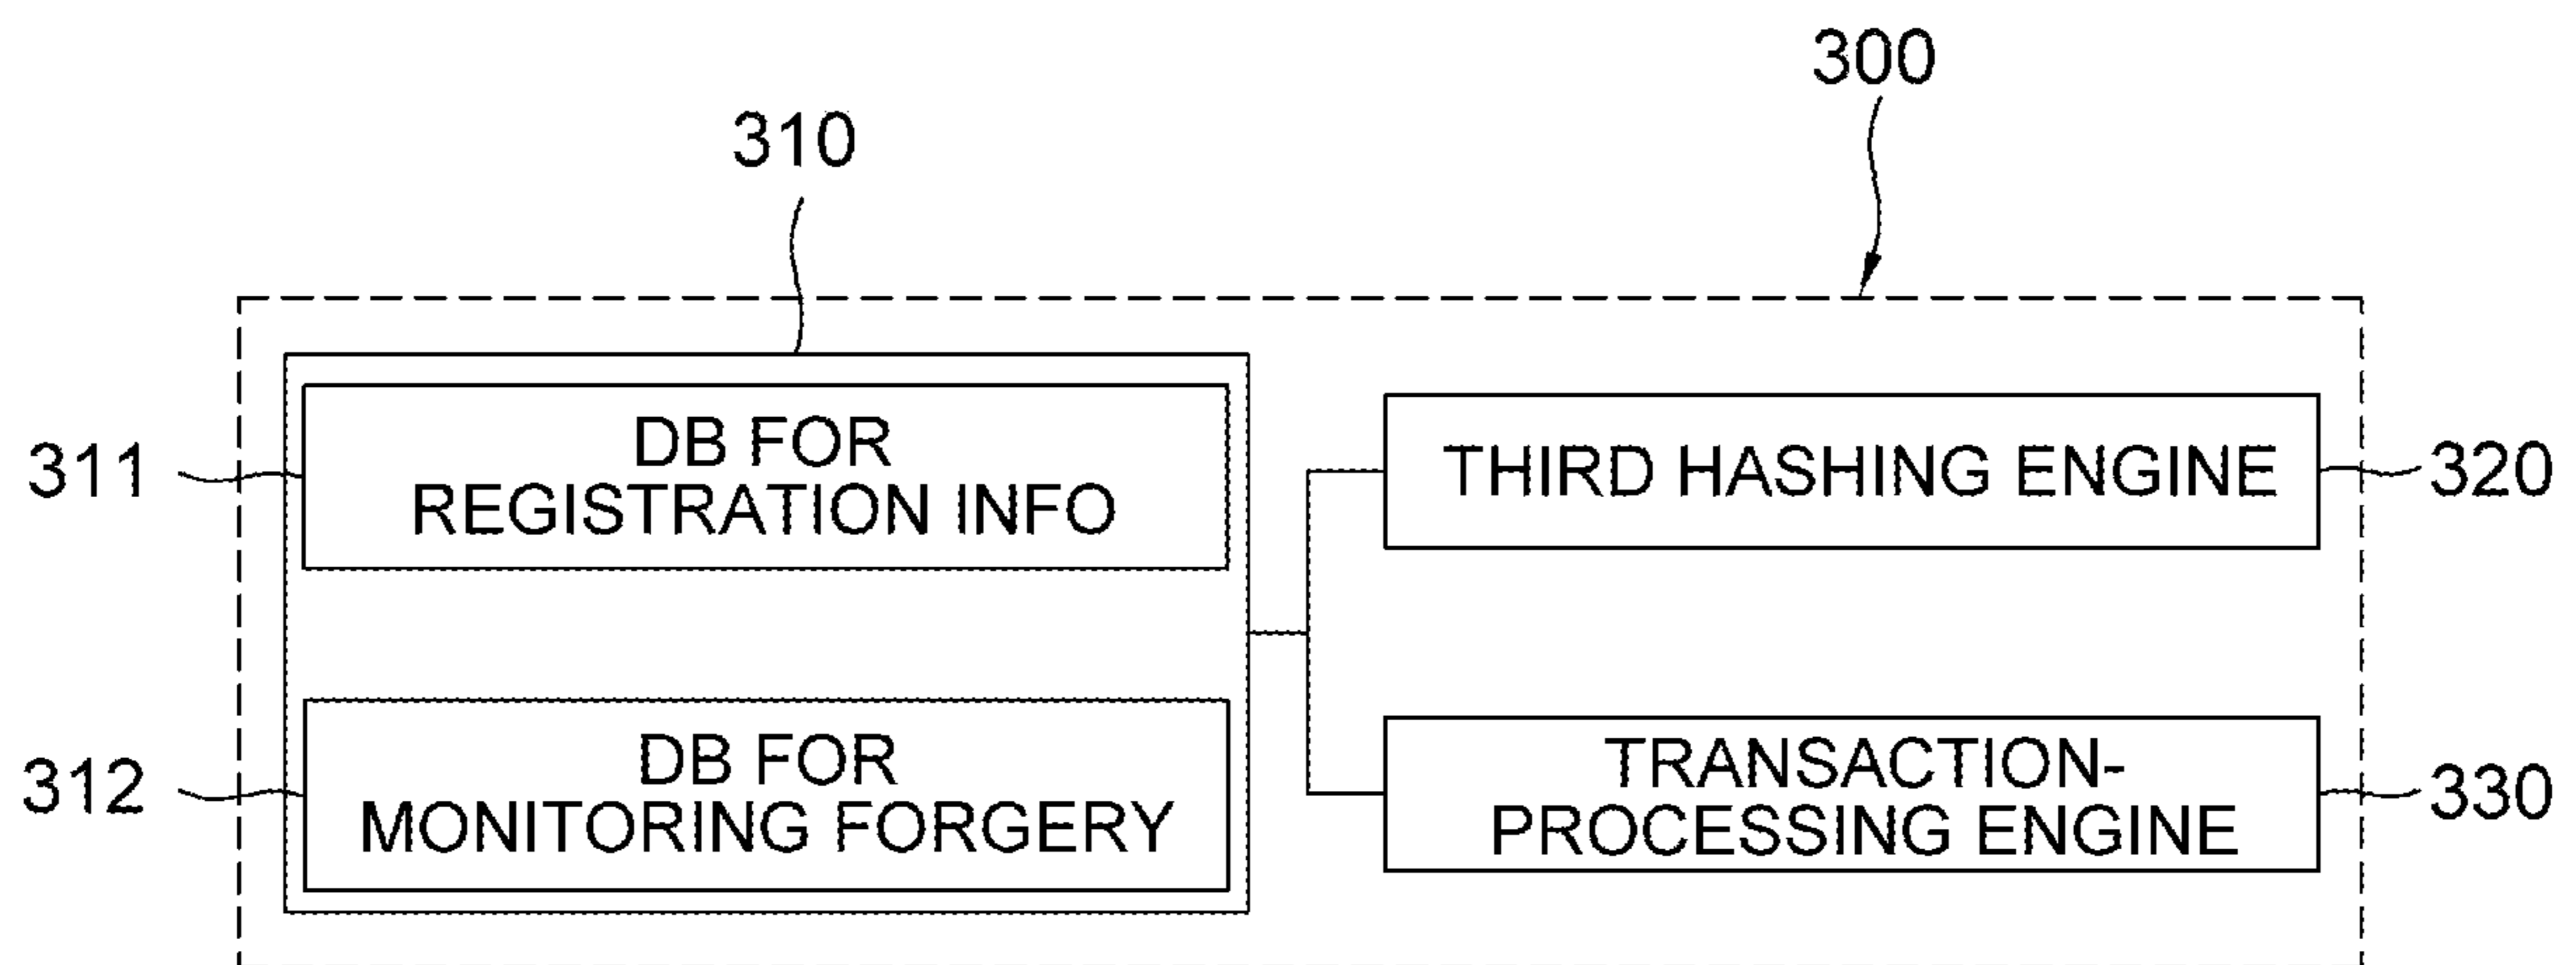 300
310
311
DB FOR
REGISTRATION INFO
THIRD HASHING ENGINE
320
312
DB FOR
MONITORING FORGERY
TRANSACTION-
PROCESSING ENGINE
330